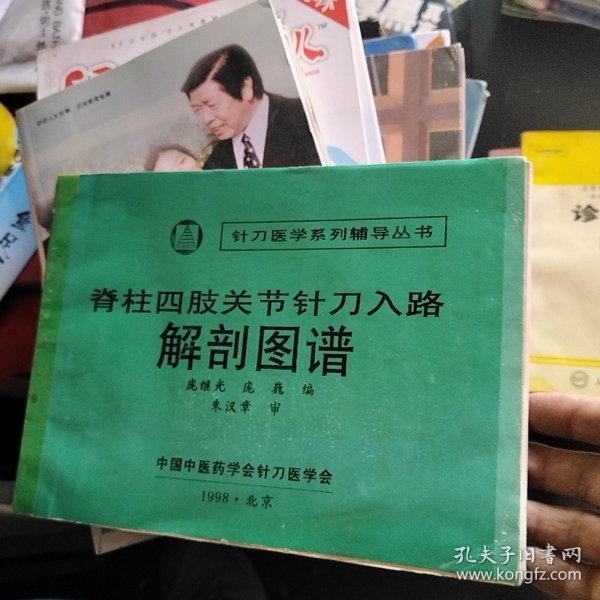 针刀医学系列辅导丛书
脊柱四肢关节针刀入路
解剖图谱
庞继光 庞巍 编
朱汉章 审
中国中医药学会针刀医学会
1998·北京
诊
孔夫子旧书网
www.kongfz.com